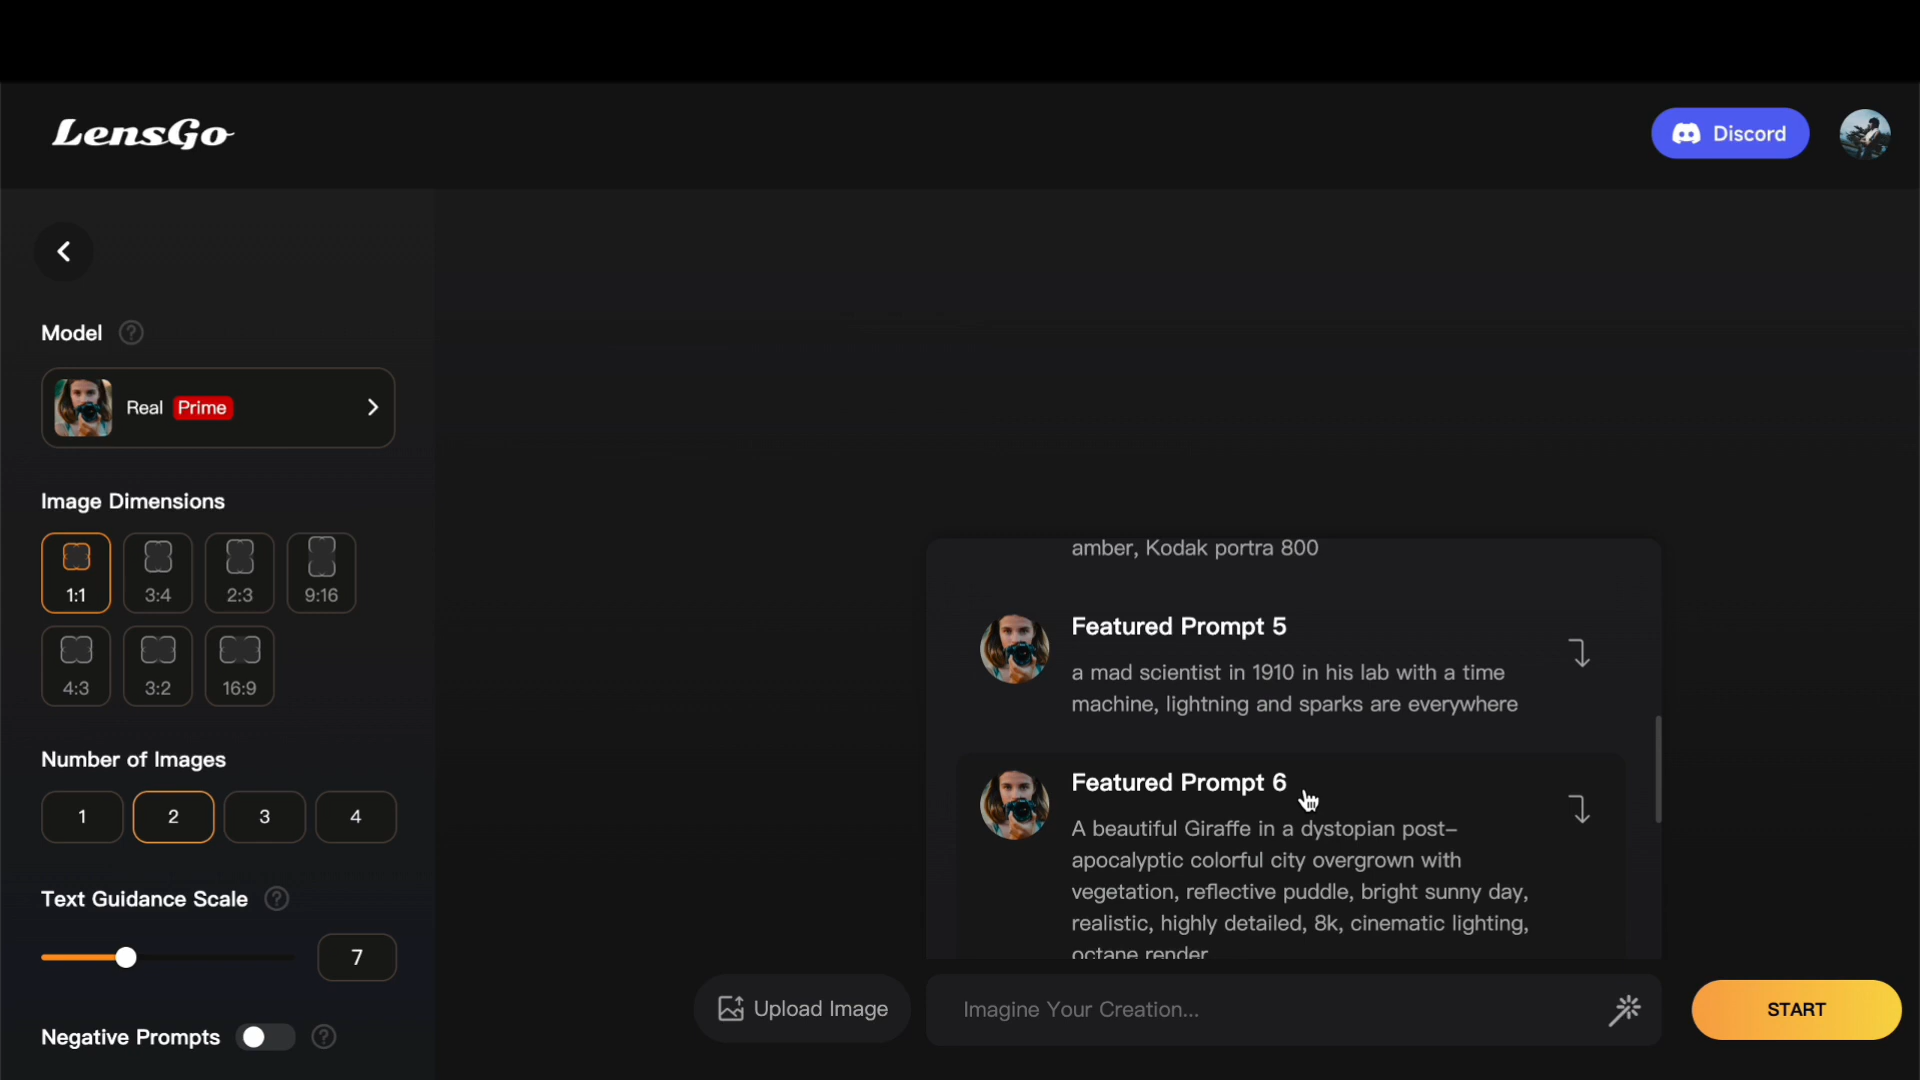 LensGo
Discord
Model ?
Real Prime
Image Dimensions
1:1 3:4 2:3 9:16
4:3 3:2 16:9
Number of Images
1 2 3 4
Text Guidance Scale ?
7
Negative Prompts ?
amber, Kodak portra 800
Featured Prompt 5
a mad scientist in 1910 in his lab with a time
machine, lightning and sparks are everywhere
Featured Prompt 6
A beautiful Giraffe in a dystopian post-
apocalyptic colorful city overgrown with
vegetation, reflective puddle, bright sunny day,
realistic, highly detailed, 8k, cinematic lighting,
octane render
Upload Image
Imagine Your Creation...
START